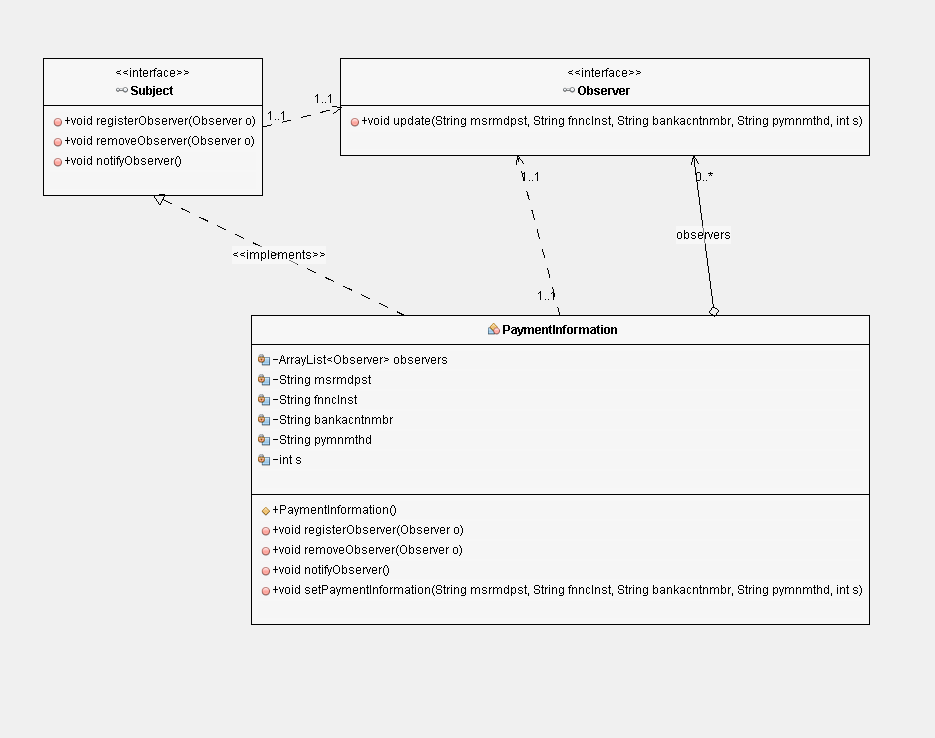 <<interface>>
Subject
+void registerObserver(Observer o)
+void removeObserver(Observer o)
+void notifyObserver()
1..1
1..1
<<interface>>
Observer
+void update(String msrmdpst, String fnncInst, String bankacntnmbr, String pymnmthd, int s)
1..1
0..*
observers
<<implements>>
1..1
PaymentInformation
-ArrayList<Observer> observers
-String msrmdpst
-String fnncInst
-String bankacntnmbr
-String pymnmthd
-int s
+PaymentInformation()
+void registerObserver(Observer o)
+void removeObserver(Observer o)
+void notifyObserver()
+void setPaymentInformation(String msrmdpst, String fnncInst, String bankacntnmbr, String pymnmthd, int s)